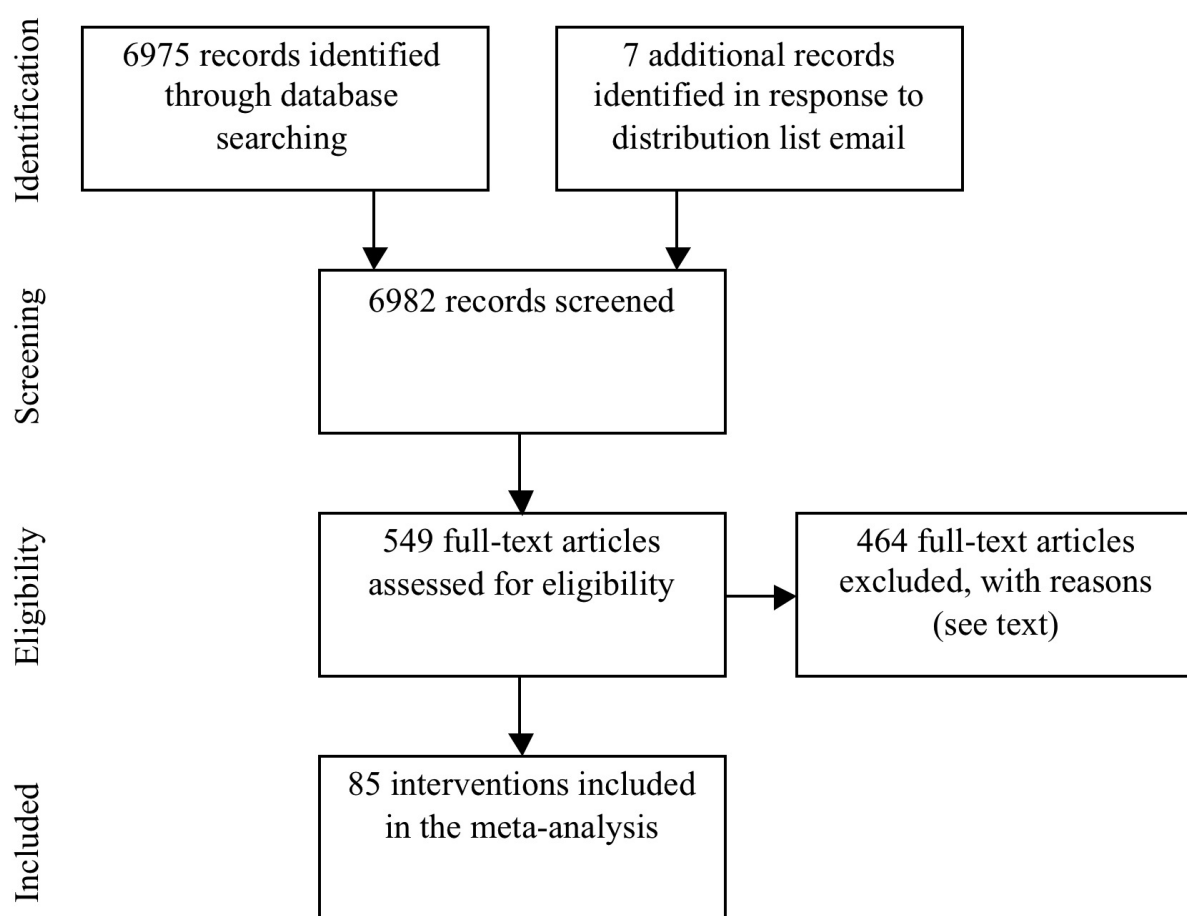 Identification
6975 records identified
through database
searching
7 additional records
identified in response to
distribution list email
Screening
6982 records screened
Eligibility
549 full-text articles
assessed for eligibility
464 full-text articles
excluded, with reasons
(see text)
Included
85 interventions included
in the meta-analysis